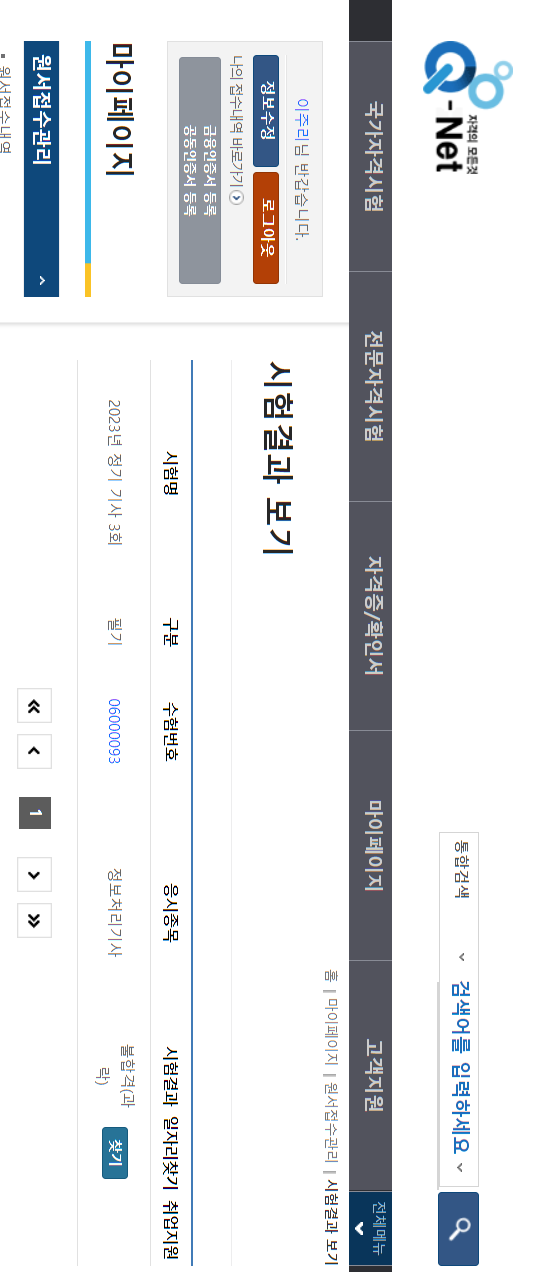 Q-Net
자격의 모든것
통합검색
검색어를 입력하세요
국가자격시험 전문자격시험 자격증/확인서 마이페이지 고객지원 전체메뉴
이주리님 반갑습니다.
정보수정 로그아웃
나의 접수내역 바로가기
금융인증서 등록
공동인증서 등록
마이페이지
원서접수관리
원서접수내역
홈 | 마이페이지 | 원서접수관리 | 시험결과 보기
시험결과 보기
시험명 구분 수험번호 응시종목 시험결과 일자리찾기 취업지원
2023년 정기 기사 3회 필기 06000093 정보처리기사 불합격(과
락) 찾기
1